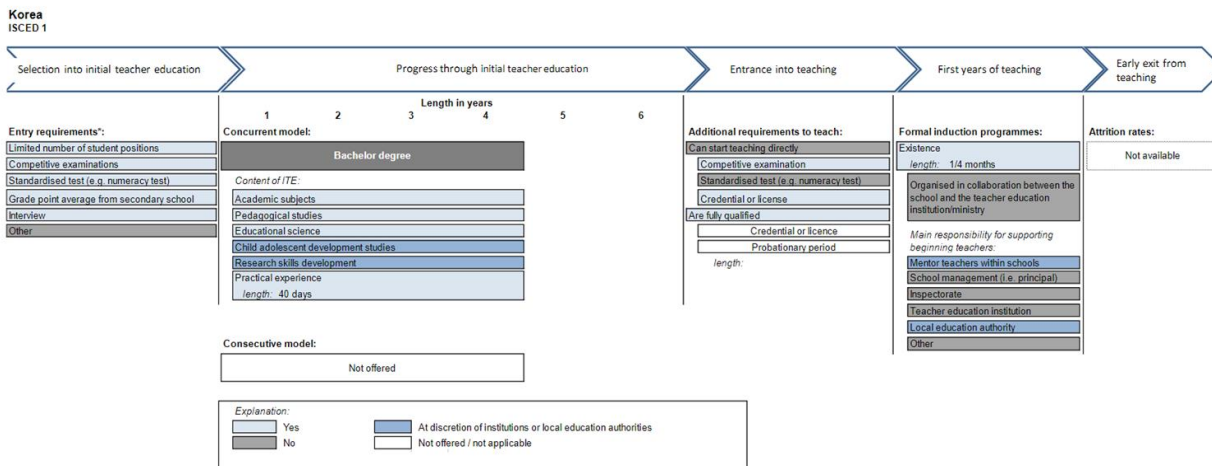 Korea
ISCED 1
Selection into initial teacher education
Progress through initial teacher education
Entrance into teaching
First years of teaching
Early exit from
teaching
Length in years
1 2 3 4 5 6
Entry requirements*:
Limited number of student positions
Competitive examinations
Standardised test (e.g. numeracy test)
Grade point average from secondary school
Interview
Other
Concurrent model:
Bachelor degree
Content of ITE:
Academic subjects
Pedagogical studies
Educational science
Child adolescent development studies
Research skills development
Practical experience
length: 40 days
Consecutive model:
Not offered
Additional requirements to teach:
Can start teaching directly
Competitive examination
Standardised test (e.g. numeracy test)
Credential or license
Are fully qualified
Credential or licence
Probationary period
length:
Formal induction programmes:
Existence
length: 1/4 months
Organised in collaboration between the
school and the teacher education
institution/ministry
Main responsibility for supporting
beginning teachers:
Mentor teachers within schools
School management (i.e. principal)
Inspectorate
Teacher education institution
Local education authority
Other
Attrition rates:
Not available
Explanation:
Yes
At discretion of institutions or local education authorities
No
Not offered / not applicable